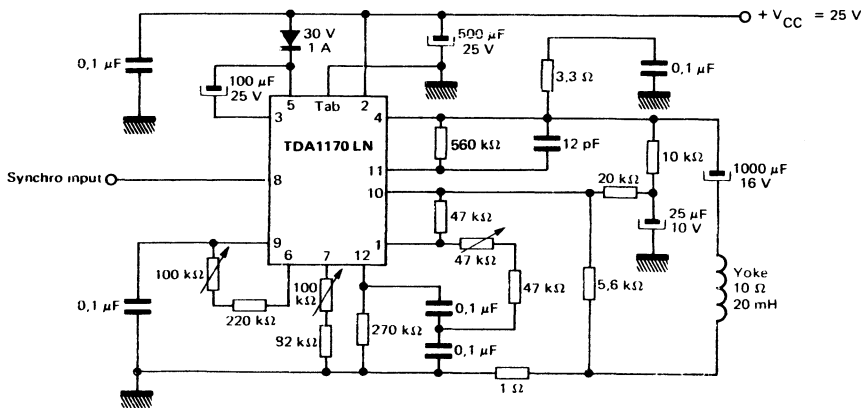 + VCC = 25 V
30 V
1 A
500 µF
25 V
0,1 µF
100 µF
25 V
3,3 Ω
0,1 µF
5
Tab
2
3
4
TDA1170 LN
560 kΩ
12 pF
10 kΩ
1000 µF
16 V
11
Synchro input
8
10
20 kΩ
47 kΩ
25 µF
10 V
9
1
6
7
12
47 kΩ
100 kΩ
100
kΩ
47 kΩ
5,6 kΩ
Yoke
10 Ω
20 mH
0,1 µF
220 kΩ
0,1 µF
82 kΩ
270 kΩ
0,1 µF
1 Ω